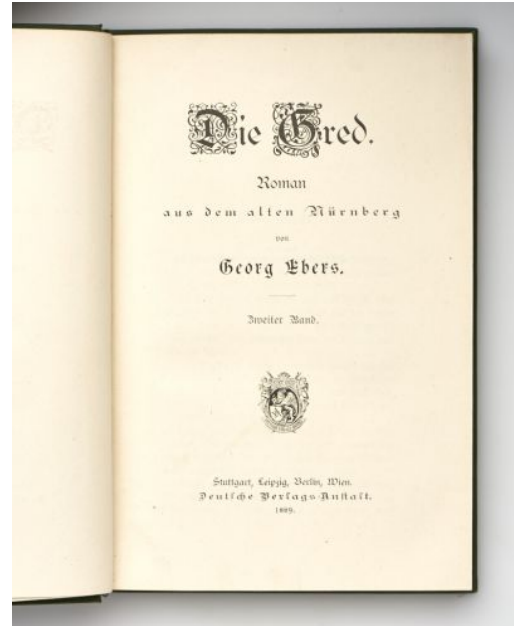 Die Gred.
Roman
aus dem alten Nürnberg
von
Georg Ebers.
Zweiter Band.
Stuttgart, Leipzig, Berlin, Wien.
Deutsche Verlags-Anstalt.
1889.